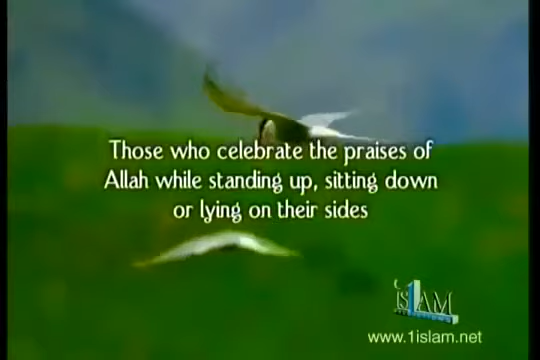 Those who celebrate the praises of
Allah while standing up, sitting down
or lying on their sides
IS1AM
www.1islam.net